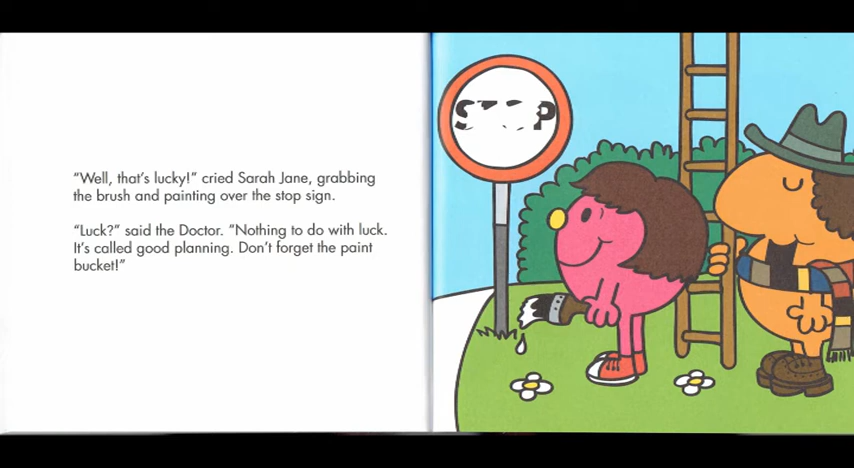 “Well, that’s lucky!” cried Sarah Jane, grabbing
the brush and painting over the stop sign.
“Luck?” said the Doctor. “Nothing to do with luck.
It’s called good planning. Don’t forget the paint
bucket!”
STOP